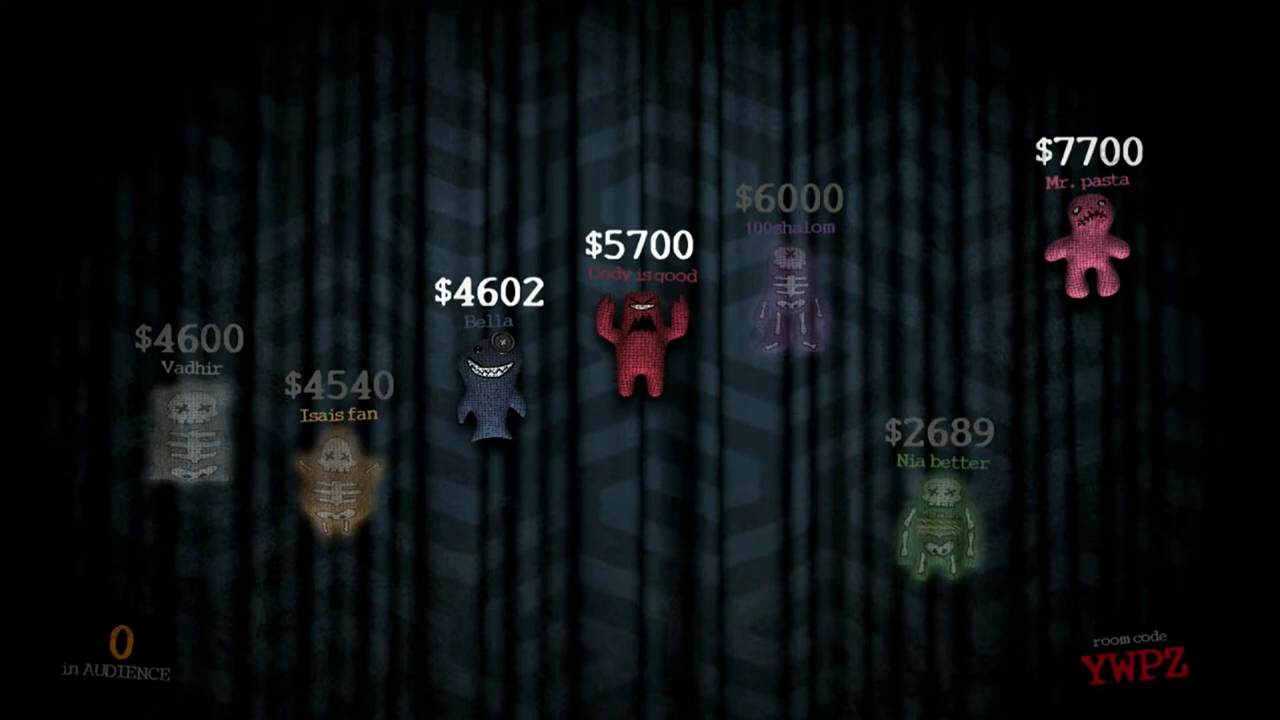 $7700
Mr. pasta
$6000
100shalom
$5700
Cody is good
$4602
Bella
$4600
Vadhir
$4540
Isais fan
$2689
Nia better
0
in AUDIENCE
room code
YWPZ